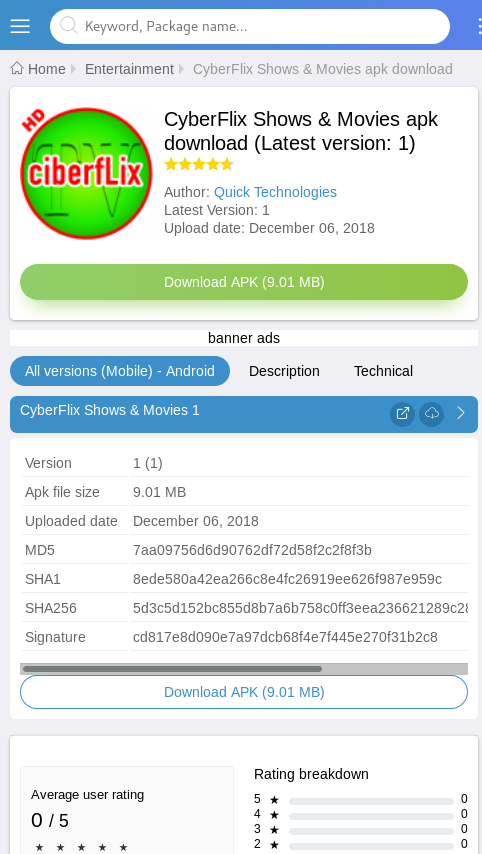 Keyword, Package name...
Home Entertainment CyberFlix Shows & Movies apk download
HD
TV
ciberfLix
CyberFlix Shows & Movies apk
download (Latest version: 1)
Author: Quick Technologies
Latest Version: 1
Upload date: December 06, 2018
Download APK (9.01 MB)
banner ads
All versions (Mobile) - Android Description Technical
CyberFlix Shows & Movies 1
Version 1 (1)
Apk file size 9.01 MB
Uploaded date December 06, 2018
MD5 7aa09756d6d90762df72d58f2c2f8f3b
SHA1 8ede580a42ea266c8e4fc26919ee626f987e959c
SHA256 5d3c5d152bc855d8b7a6b758c0ff3eea236621289c28
Signature cd817e8d090e7a97dcb68f4e7f445e270f31b2c8
Download APK (9.01 MB)
Average user rating
0 / 5
★ ★ ★ ★ ★
Rating breakdown
5 ★ 0
4 ★ 0
3 ★ 0
2 ★ 0